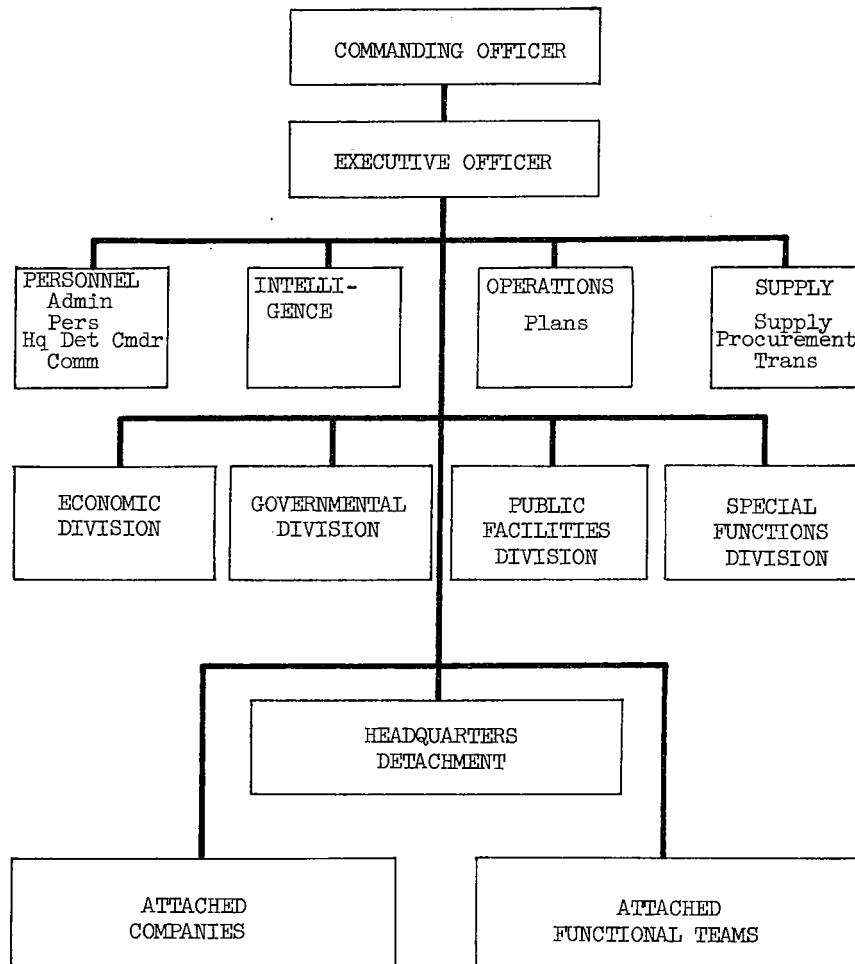 COMMANDING OFFICER
EXECUTIVE OFFICER
PERSONNEL
Admin
Pers
Hq Det Cmdr
Comm
INTELLI-
GENCE
OPERATIONS
Plans
SUPPLY
Supply
Procurement
Trans
ECONOMIC
DIVISION
GOVERNMENTAL
DIVISION
PUBLIC
FACILITIES
DIVISION
SPECIAL
FUNCTIONS
DIVISION
HEADQUARTERS
DETACHMENT
ATTACHED
COMPANIES
ATTACHED
FUNCTIONAL TEAMS